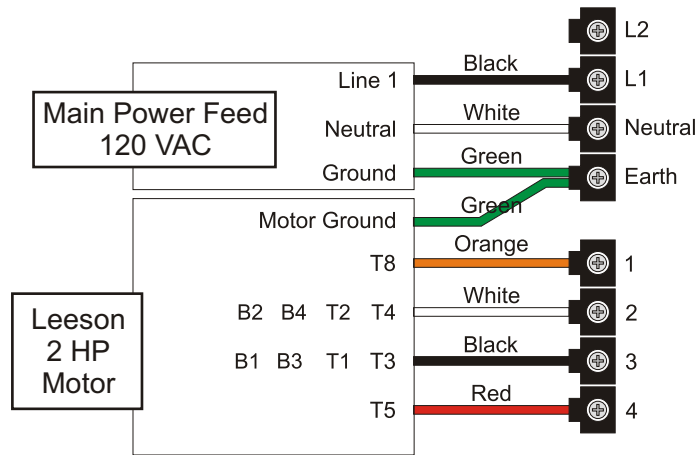 L2
Black
Line 1
L1
Main Power Feed
120 VAC
White
Neutral
Neutral
Green
Ground
Earth
Green
Motor Ground
Orange
T8
1
Leeson
2 HP
Motor
White
B2 B4 T2 T4
2
Black
B1 B3 T1 T3
3
Red
T5
4